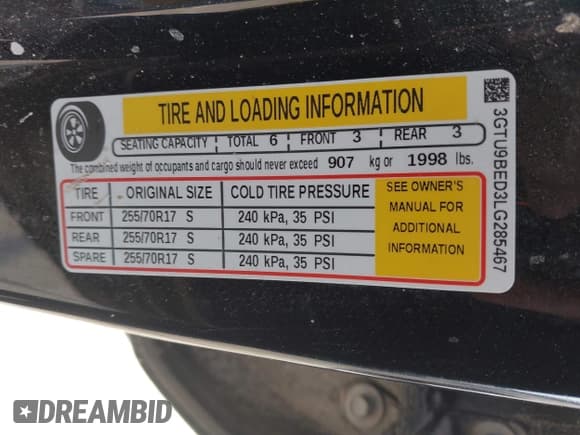 TIRE AND LOADING INFORMATION
SEATING CAPACITY TOTAL 6 FRONT 3 REAR 3
The combined weight of occupants and cargo should never exceed 907 kg or 1998 lbs.
TIRE ORIGINAL SIZE COLD TIRE PRESSURE
FRONT 255/70R17 S 240 kPa, 35 PSI
REAR 255/70R17 S 240 kPa, 35 PSI
SPARE 255/70R17 S 240 kPa, 35 PSI
SEE OWNER'S
MANUAL FOR
ADDITIONAL
INFORMATION
3GTU9BED3LG285467
DREAMBID